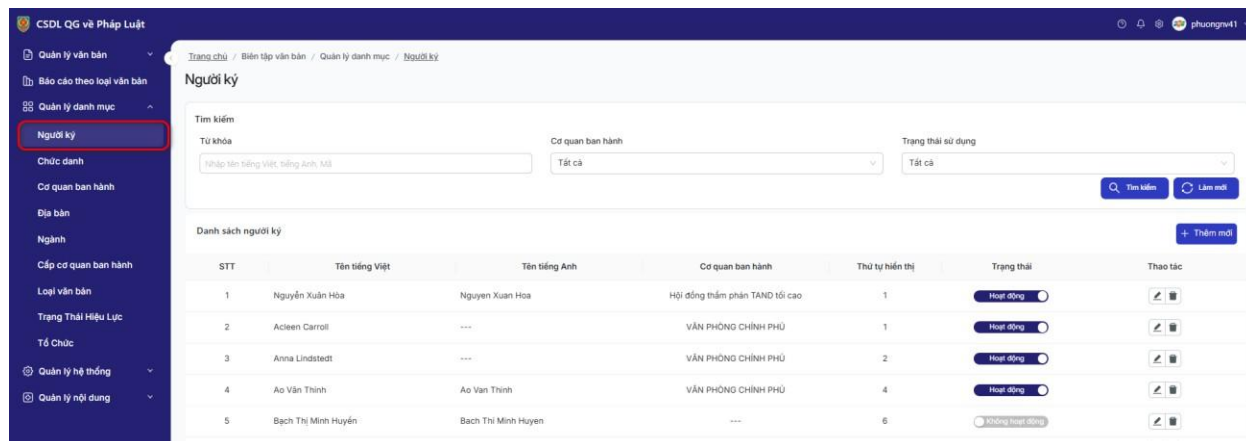 CSDL QG về Pháp Luật
phuongnv41
Quản lý văn bản
Báo cáo theo loại văn bản
Quản lý danh mục
Người ký
Chức danh
Cơ quan ban hành
Địa bàn
Ngành
Cấp cơ quan ban hành
Loại văn bản
Trạng Thái Hiệu Lực
Tổ Chức
Quản lý hệ thống
Quản lý nội dung
Trang chủ / Biên tập văn bản / Quản lý danh mục / Người ký
Người ký
Tìm kiếm
Từ khóa Cơ quan ban hành Trạng thái sử dụng
Nhập tên tiếng Việt, tiếng Anh, Mã Tất cả Tất cả
Tìm kiếm Làm mới
Danh sách người ký + Thêm mới
STT Tên tiếng Việt Tên tiếng Anh Cơ quan ban hành Thứ tự hiển thị Trạng thái Thao tác
1 Nguyễn Xuân Hòa Nguyen Xuan Hoa Hội đồng thẩm phán TAND tối cao 1 Hoạt động
2 Acleen Carroll --- VĂN PHÒNG CHÍNH PHỦ 1 Hoạt động
3 Anna Lindstedt --- VĂN PHÒNG CHÍNH PHỦ 2 Hoạt động
4 Ao Văn Thinh Ao Van Thinh VĂN PHÒNG CHÍNH PHỦ 4 Hoạt động
5 Bạch Thị Minh Huyền Bach Thi Minh Huyen --- 6 Không hoạt động